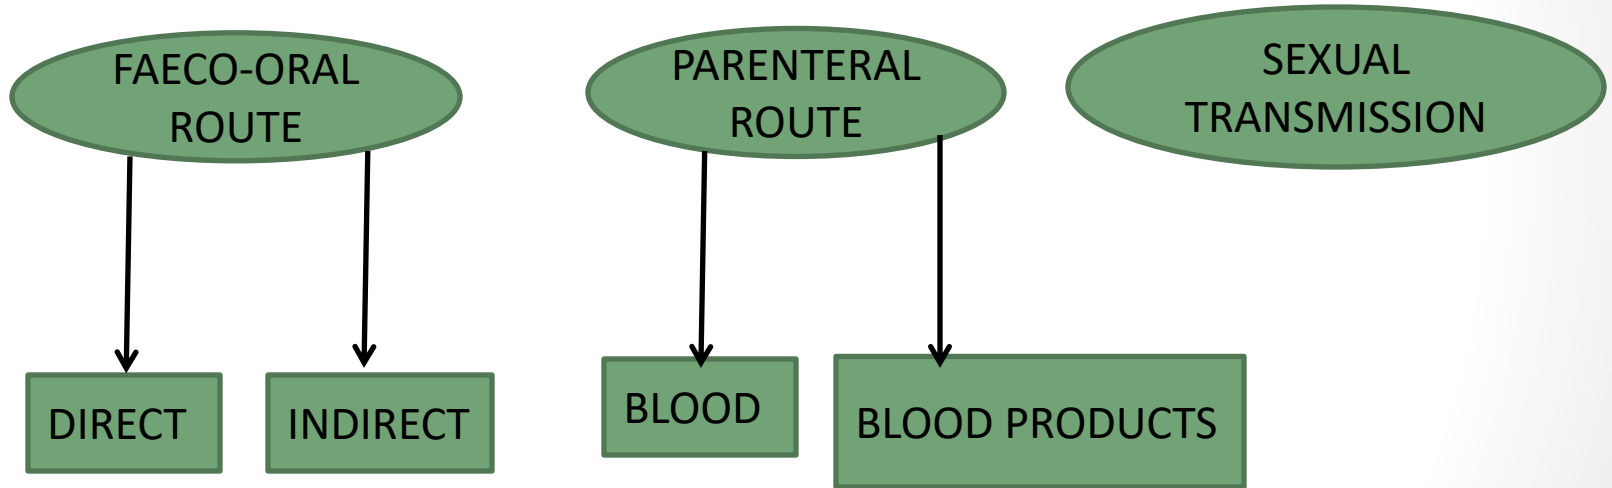 FAECO-ORAL
ROUTE
PARENTERAL
ROUTE
SEXUAL
TRANSMISSION
DIRECT
INDIRECT
BLOOD
BLOOD PRODUCTS